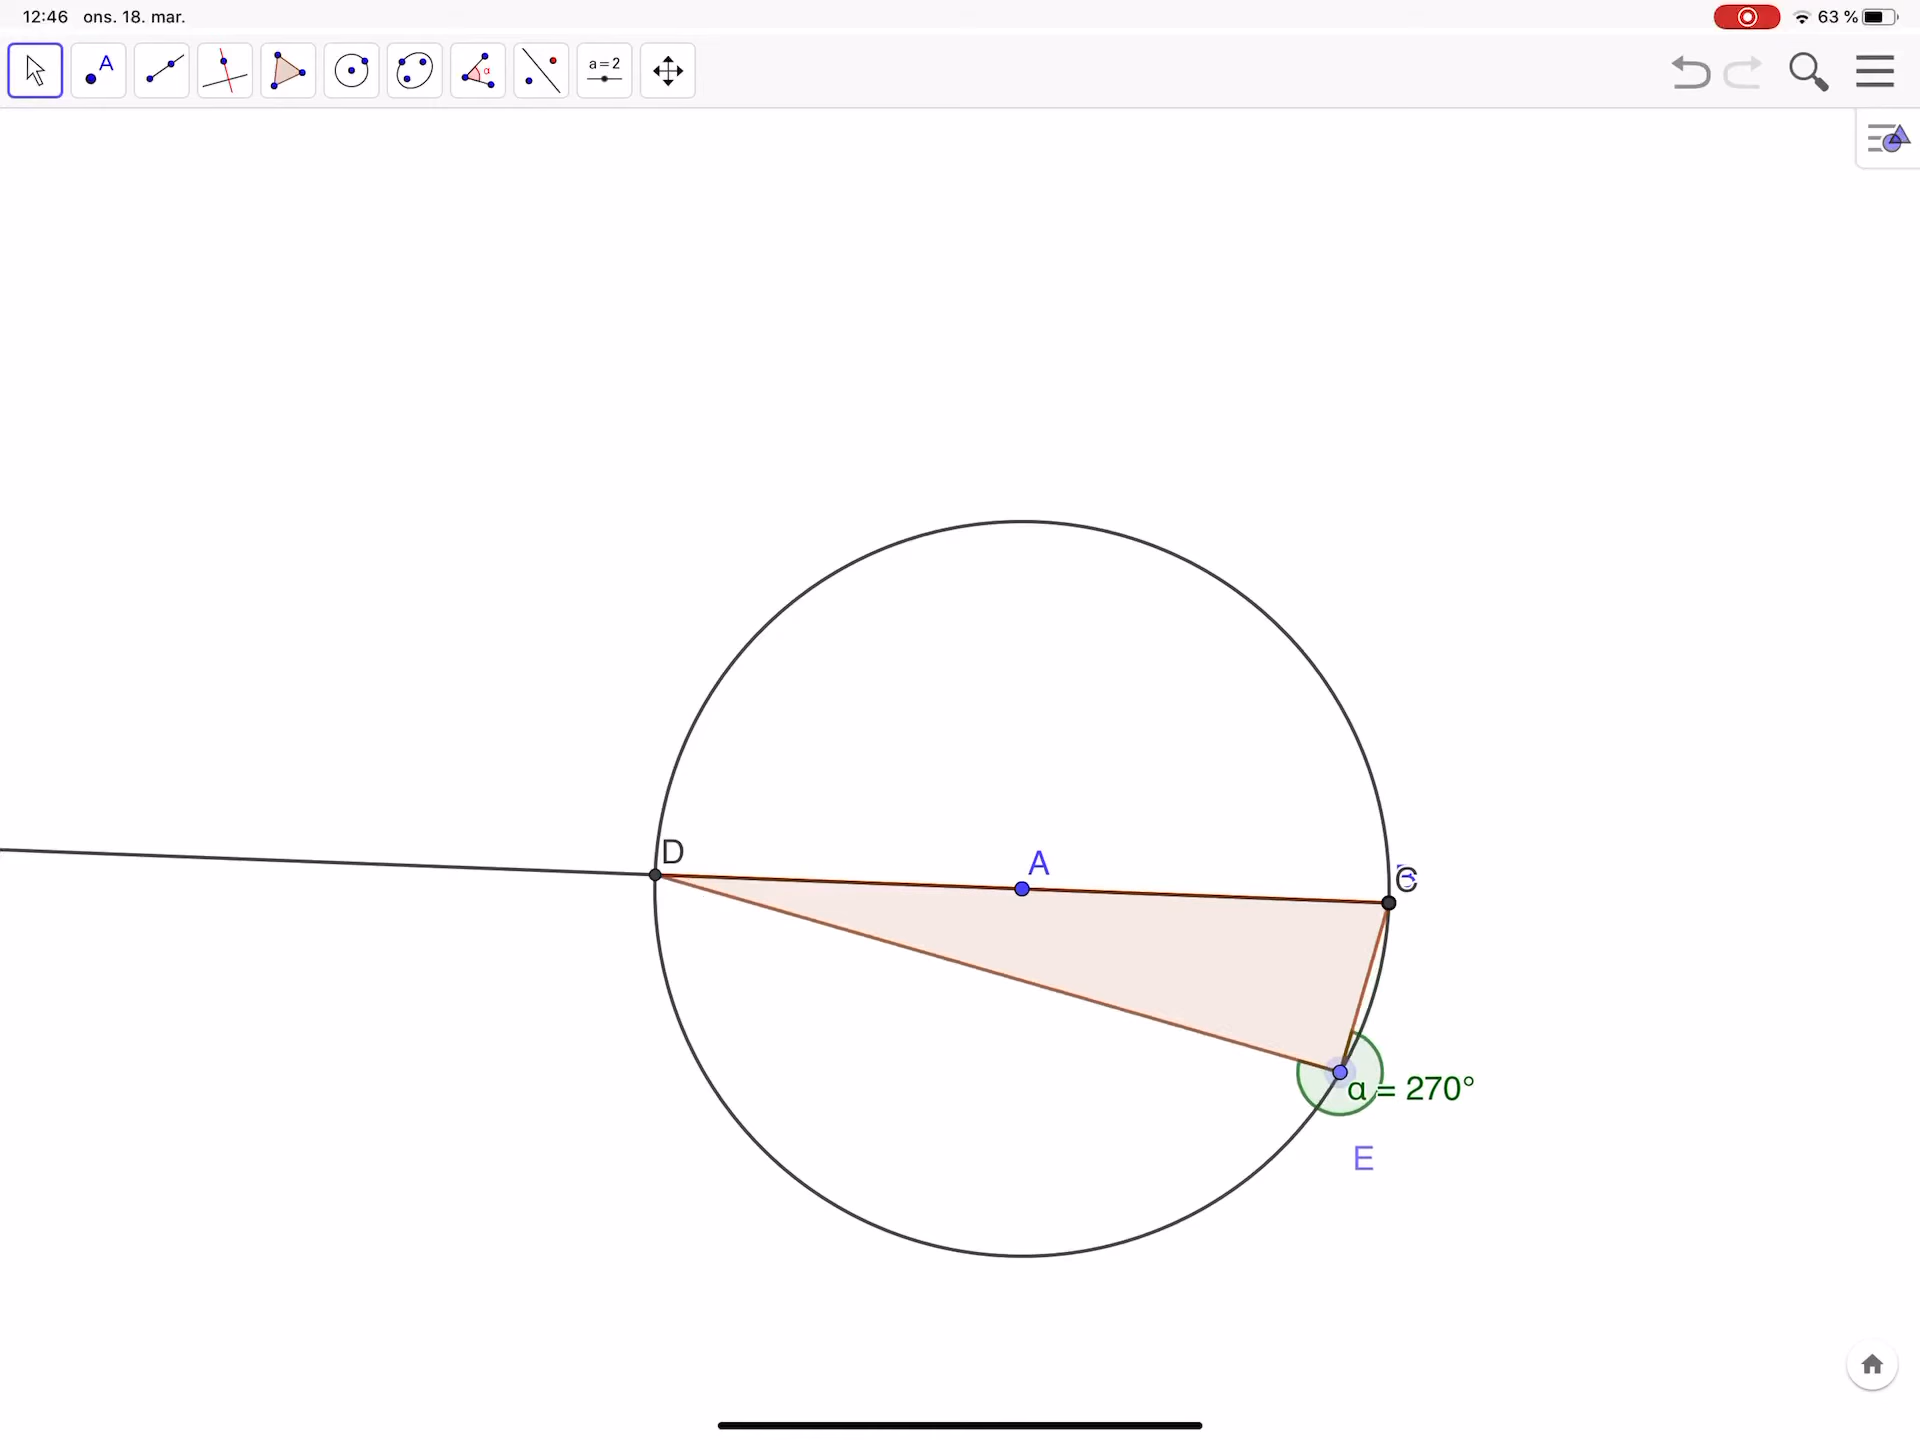 12:46 ons. 18. mar.
63 %
A
α
a=2
D
A
C
α = 270°
E